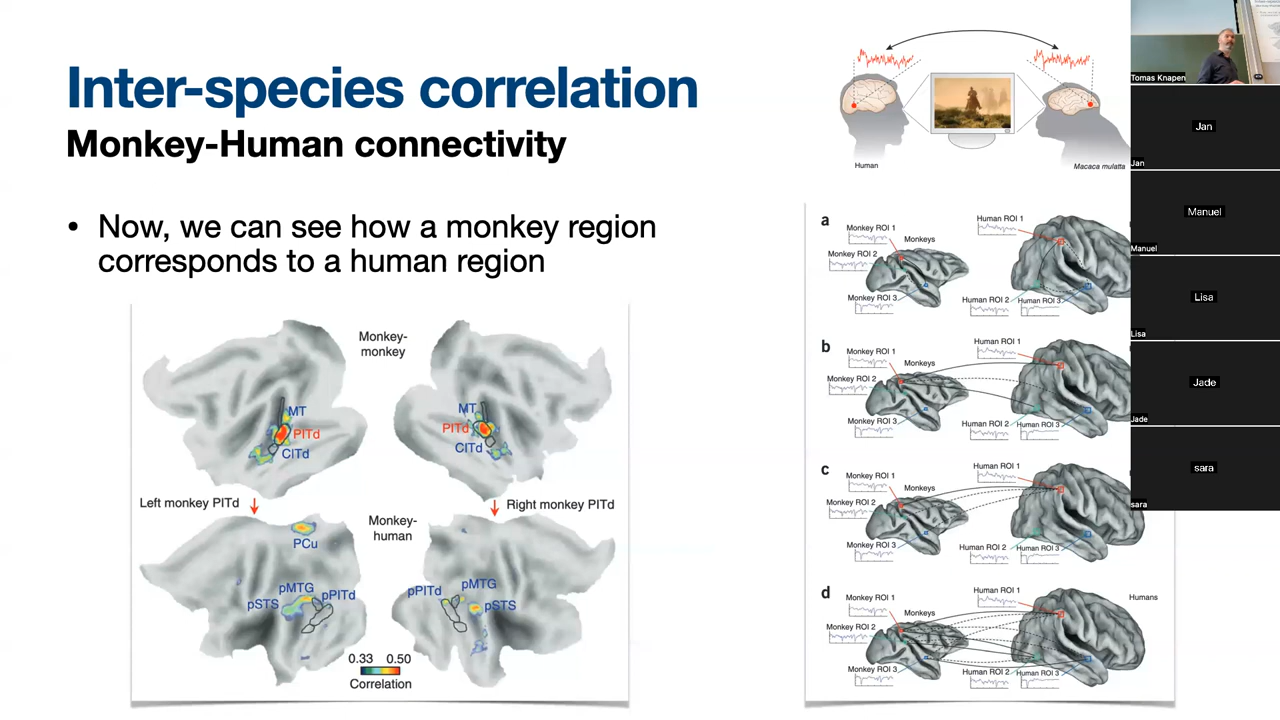 Inter-species correlation
Monkey-Human connectivity
• Now, we can see how a monkey region
corresponds to a human region
Monkey-
monkey
MT
PITd
CITd
MT
PITd
CITd
Left monkey PITd
Right monkey PITd
Monkey-
human
PCu
pMTG
pSTS
pPITd
pPITd
pMTG
pSTS
0.33 0.50
Correlation
Human
Macaca mulatta
a
Monkey ROI 1
Monkeys
Monkey ROI 2
Monkey ROI 3
Human ROI 1
Human ROI 2
Human ROI 3
b
Monkey ROI 1
Monkeys
Monkey ROI 2
Monkey ROI 3
Human ROI 1
Human ROI 2
Human ROI 3
c
Monkey ROI 1
Monkeys
Monkey ROI 2
Monkey ROI 3
Human ROI 1
Human ROI 2
Human ROI 3
d
Monkey ROI 1
Monkeys
Monkey ROI 2
Monkey ROI 3
Human ROI 1
Human ROI 2
Human ROI 3
Humans
Tomas Knapen
Jan
Jan
Manuel
Manuel
Lisa
Lisa
Jade
Jade
sara
sara